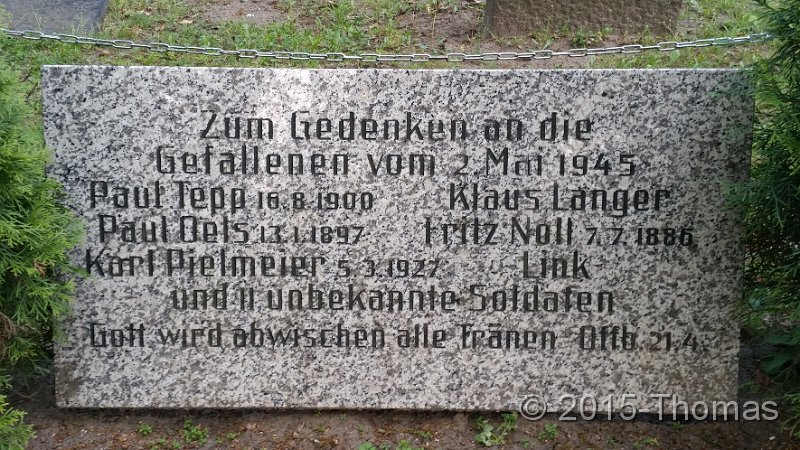 Zum Gedenken an die
Gefallenen vom 2. Mai 1945
Paul Tepp 16.8.1900 Klaus Langer
Paul Oels 13.1.1897 Fritz Noll 7.7.1886
Karl Pielmeier 5.3.1927 Link
und 11 unbekannte Soldaten
Gott wird abwischen alle Tränen Offb. 21.4.
© 2015 Thomas